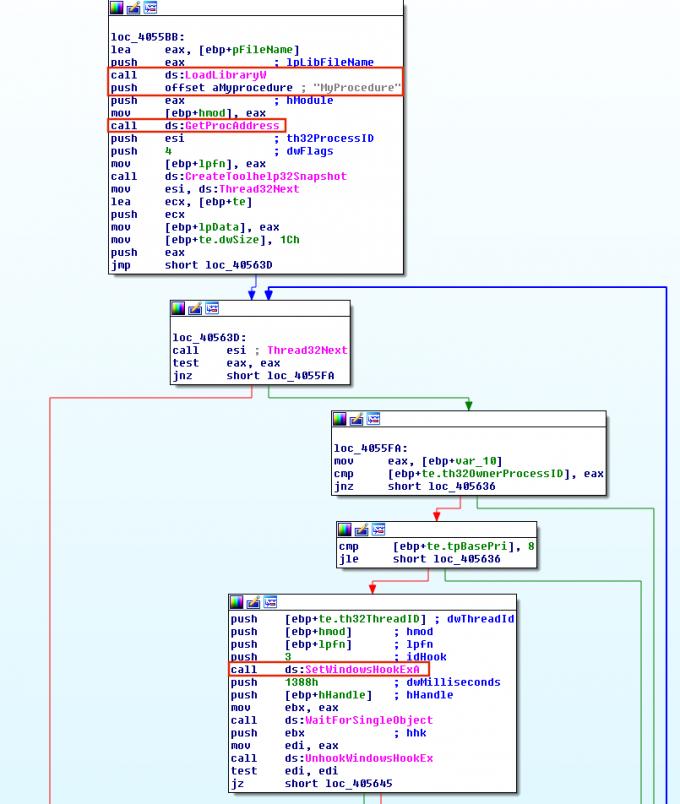 loc_4055BB:
lea eax, [ebp+pFileName]
push eax ; lpLibFileName
call ds:LoadLibraryW
push offset aMyprocedure ; "MyProcedure"
push eax ; hModule
mov [ebp+hmod], eax
call ds:GetProcAddress
push esi ; th32ProcessID
push 4 ; dwFlags
mov [ebp+lpfn], eax
call ds:CreateToolhelp32Snapshot
mov esi, ds:Thread32Next
lea ecx, [ebp+te]
push ecx
mov [ebp+lpData], eax
mov [ebp+te.dwSize], 1Ch
push eax
jmp short loc_40563D
loc_40563D:
call esi ; Thread32Next
test eax, eax
jnz short loc_4055FA
loc_4055FA:
mov eax, [ebp+var_10]
cmp [ebp+te.th32OwnerProcessID], eax
jnz short loc_405636
cmp [ebp+te.tpBasePri], 8
jle short loc_405636
push [ebp+te.th32ThreadID] ; dwThreadId
push [ebp+hmod] ; hmod
push [ebp+lpfn] ; lpfn
push 3 ; idHook
call ds:SetWindowsHookExA
push 1388h ; dwMilliseconds
push [ebp+hHandle] ; hHandle
mov ebx, eax
call ds:WaitForSingleObject
push ebx ; hhk
mov edi, eax
call ds:UnhookWindowsHookEx
test edi, edi
jz short loc_405645